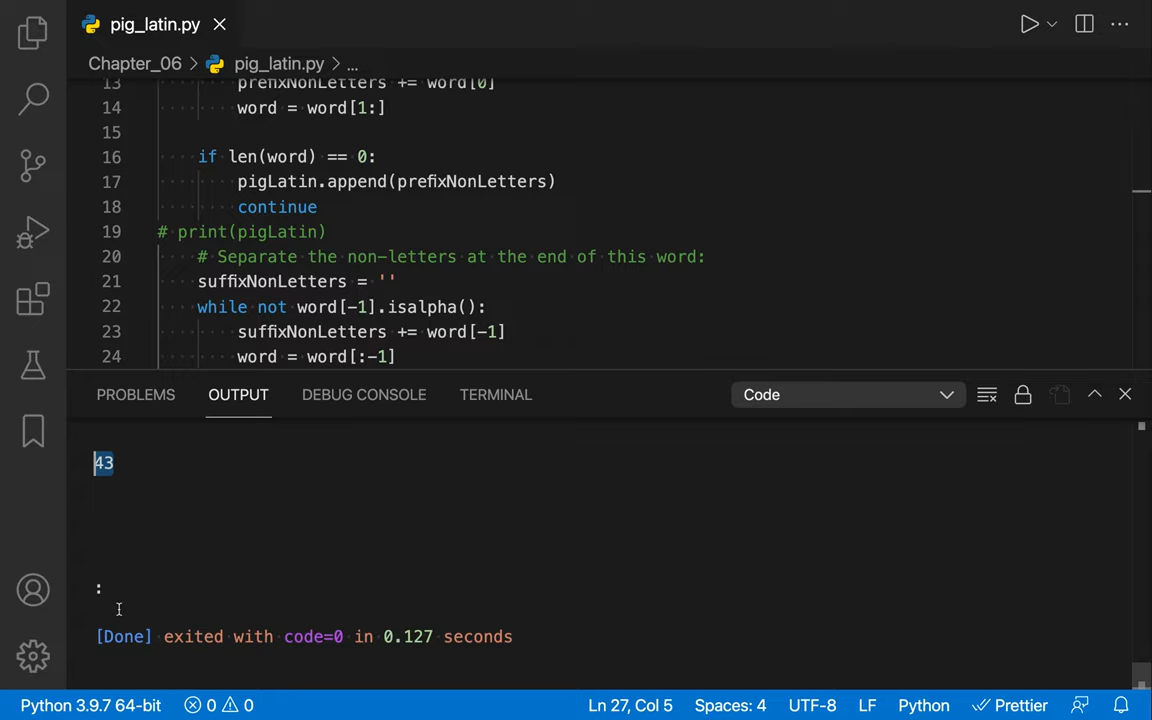 pig_latin.py
Chapter_06 > pig_latin.py > ...
13 prefixNonLetters += word[0]
14 word = word[1:]
15
16 if len(word) == 0:
17 pigLatin.append(prefixNonLetters)
18 continue
19 # print(pigLatin)
20 # Separate the non-letters at the end of this word:
21 suffixNonLetters = ''
22 while not word[-1].isalpha():
23 suffixNonLetters += word[-1]
24 word = word[:-1]
PROBLEMS OUTPUT DEBUG CONSOLE TERMINAL Code
43
:
[Done] exited with code=0 in 0.127 seconds
Python 3.9.7 64-bit 0 0 Ln 27, Col 5 Spaces: 4 UTF-8 LF Python Prettier